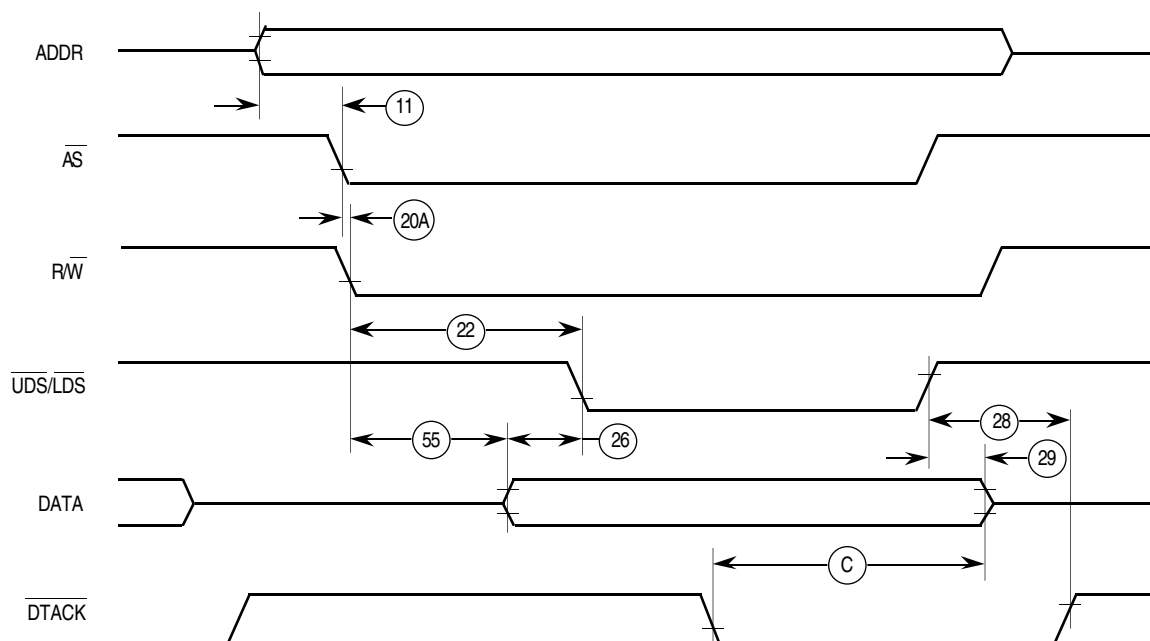 ADDR
11
AS
20A
R/W
22
UDS/LDS
28
55
26
29
DATA
C
DTACK